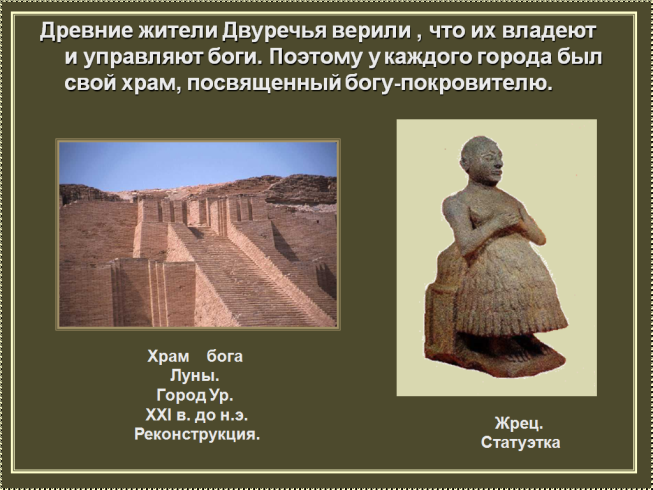 Древние жители Двуречья верили , что их владеют
и управляют боги. Поэтому у каждого города был
свой храм, посвященный богу-покровителю.
Храм бога
Луны.
Город Ур.
XXI в. до н.э.
Реконструкция.
Жрец.
Статуэтка